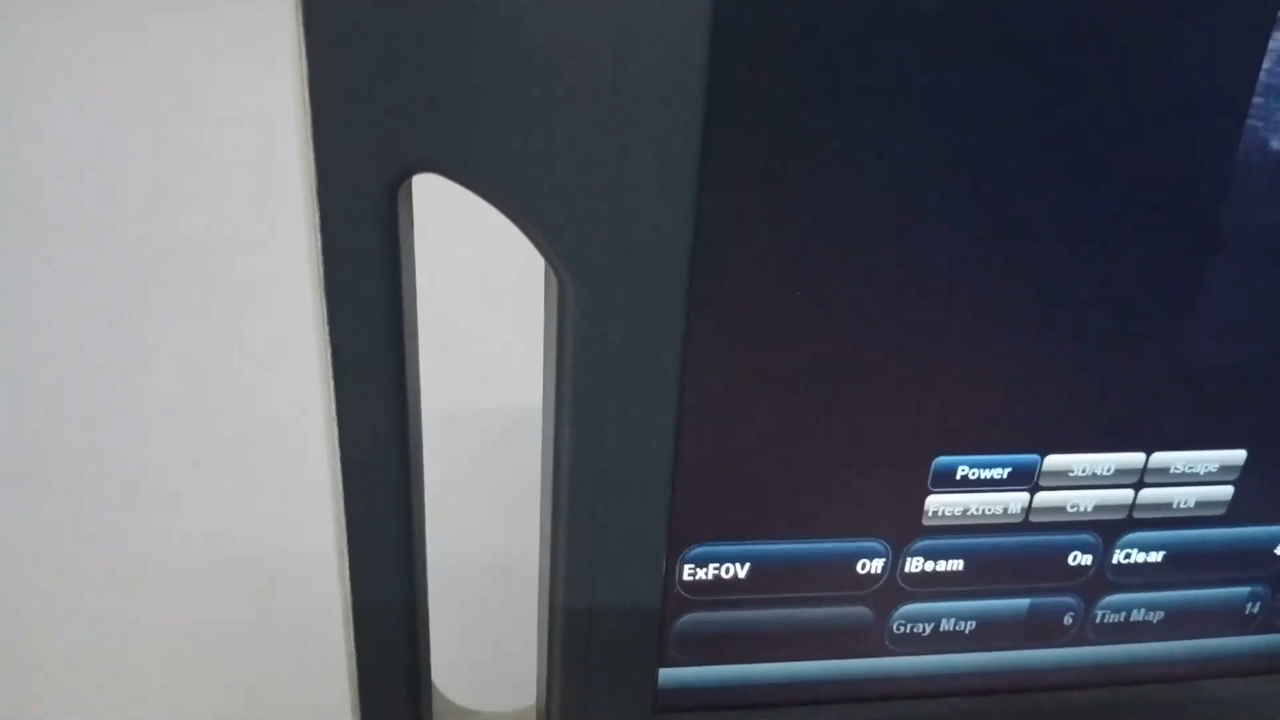 Power 3D/4D iScape
Free Xros M CW TDI
ExFOV Off iBeam On iClear
Gray Map 6 Tint Map 14